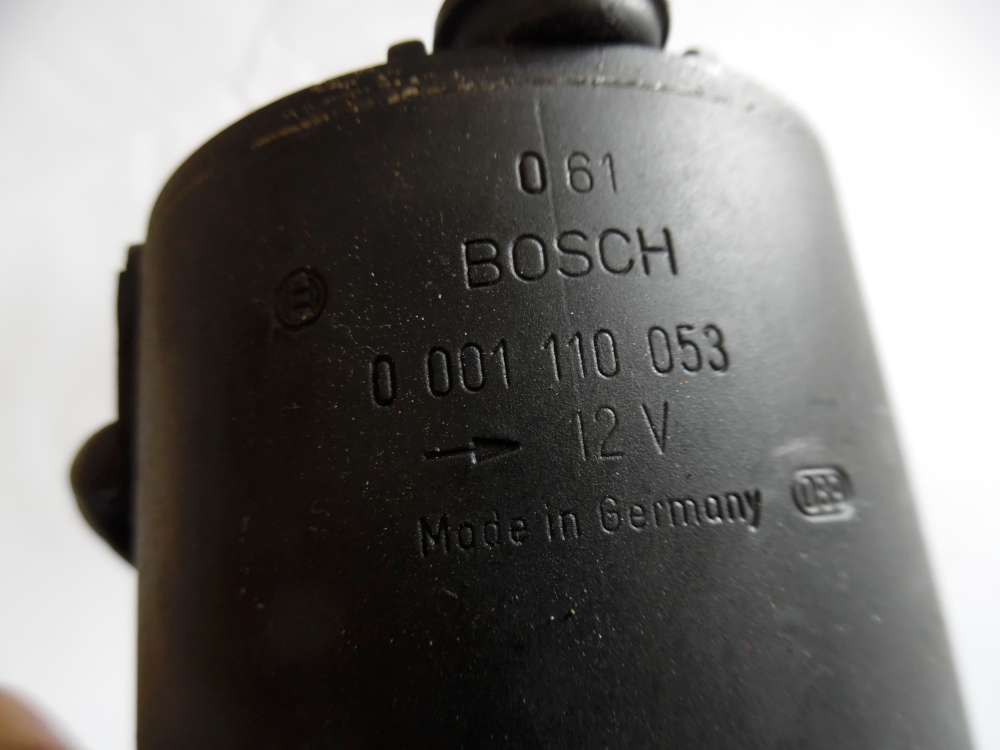 0 61
BOSCH
0 001 110 053
12 V
Made in Germany